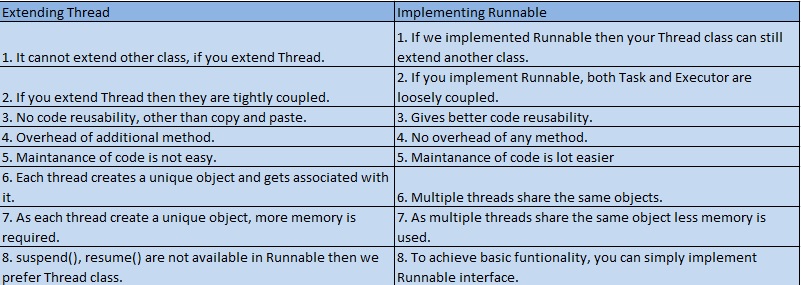 Extending Thread
Implementing Runnable
1. It cannot extend other class, if you extend Thread.
1. If we implemented Runnable then your Thread class can still
extend another class.
2. If you extend Thread then they are tightly coupled.
2. If you implement Runnable, both Task and Executor are
loosely coupled.
3. No code reusability, other than copy and paste.
3. Gives better code reusability.
4. Overhead of additional method.
4. No overhead of any method.
5. Maintanance of code is not easy.
5. Maintanance of code is lot easier
6. Each thread creates a unique object and gets associated with
it.
6. Multiple threads share the same objects.
7. As each thread create a unique object, more memory is
required.
7. As multiple threads share the same object less memory is
used.
8. suspend(), resume() are not available in Runnable then we
prefer Thread class.
8. To achieve basic funtionality, you can simply implement
Runnable interface.